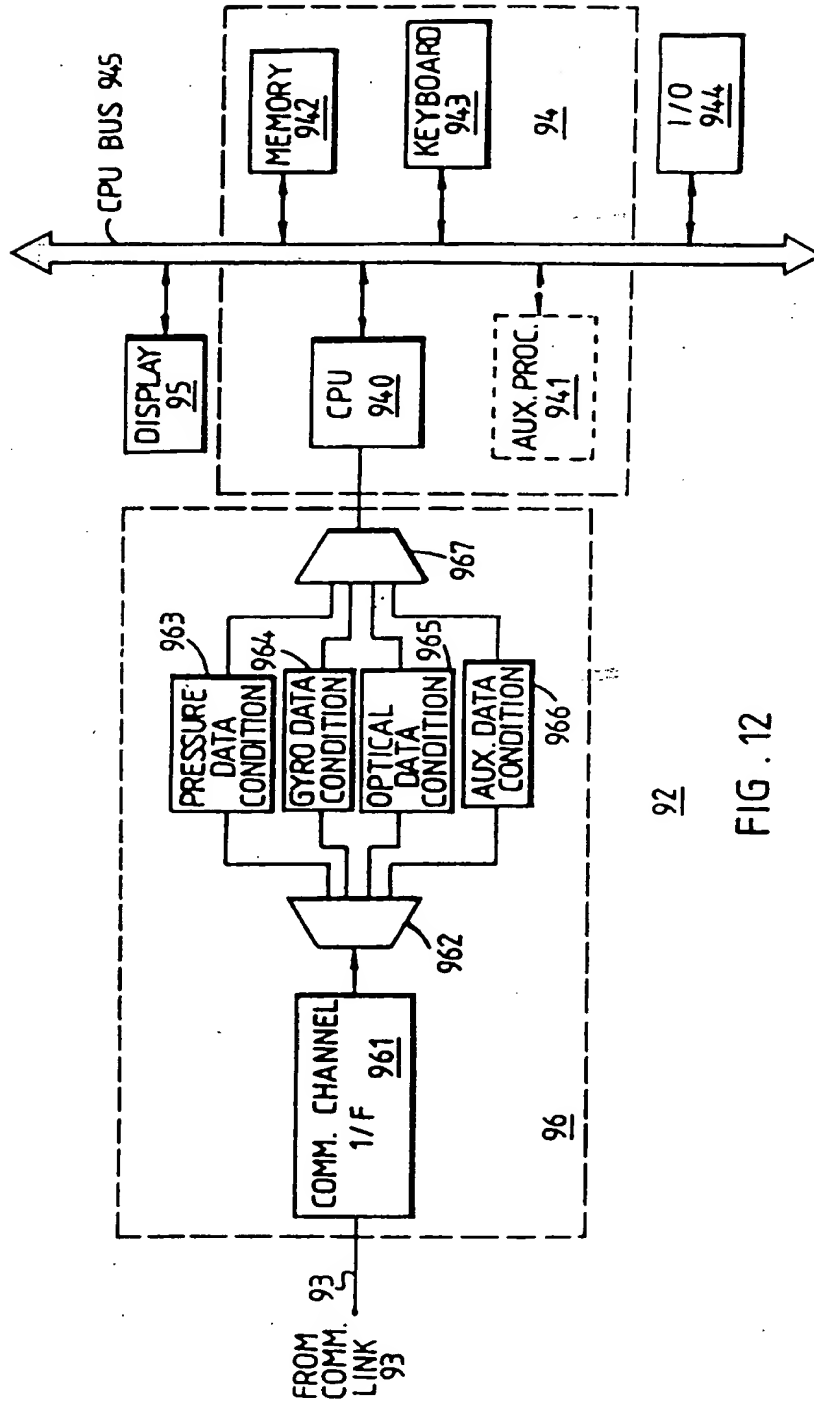 FROM
COMM.
LINK
93
93
COMM. CHANNEL
1/F 961
96
962
PRESSURE
DATA
CONDITION
963
GYRO DATA
CONDITION
964
OPTICAL
DATA
CONDITION
965
AUX. DATA
CONDITION
966
967
DISPLAY
95
CPU
940
AUX. PROC.
941
CPU BUS 945
MEMORY
942
KEYBOARD
943
94
I/O
944
92
FIG. 12